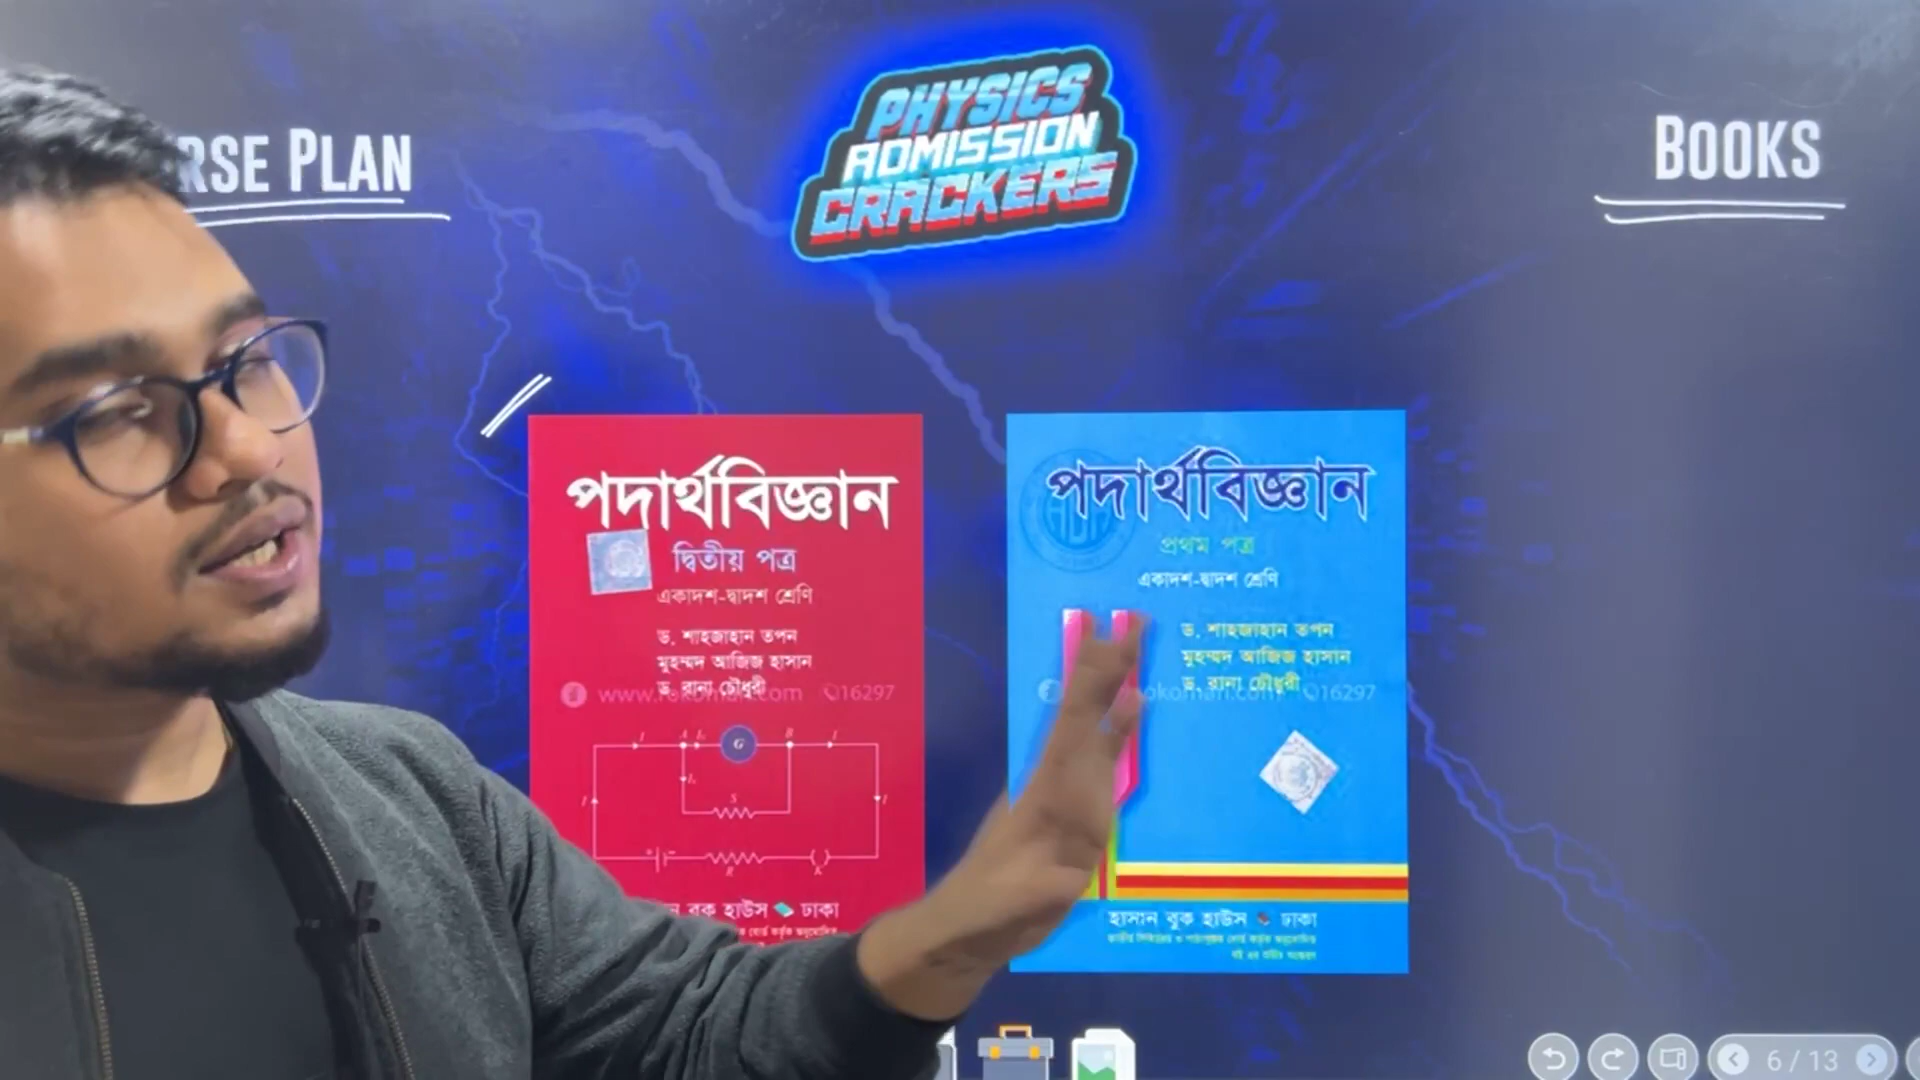 RSE PLAN
PHYSICS
ADMISSION
CRACKERS
BOOKS
পদার্থবিজ্ঞান
দ্বিতীয় পত্র
একাদশ-দ্বাদশ শ্রেণি
ড. শাহজাহান তপন
মুহম্মদ আজিজ হাসান
ড. রানা চৌধুরী
16297
I A B I
G
I I
S
R K
বুক হাউস ঢাকা
পদার্থবিজ্ঞান
প্রথম পত্র
একাদশ-দ্বাদশ শ্রেণি
ড. শাহজাহান তপন
মুহম্মদ আজিজ হাসান
ড. রানা চৌধুরী
16297
হাসান বুক হাউস ঢাকা
6 / 13